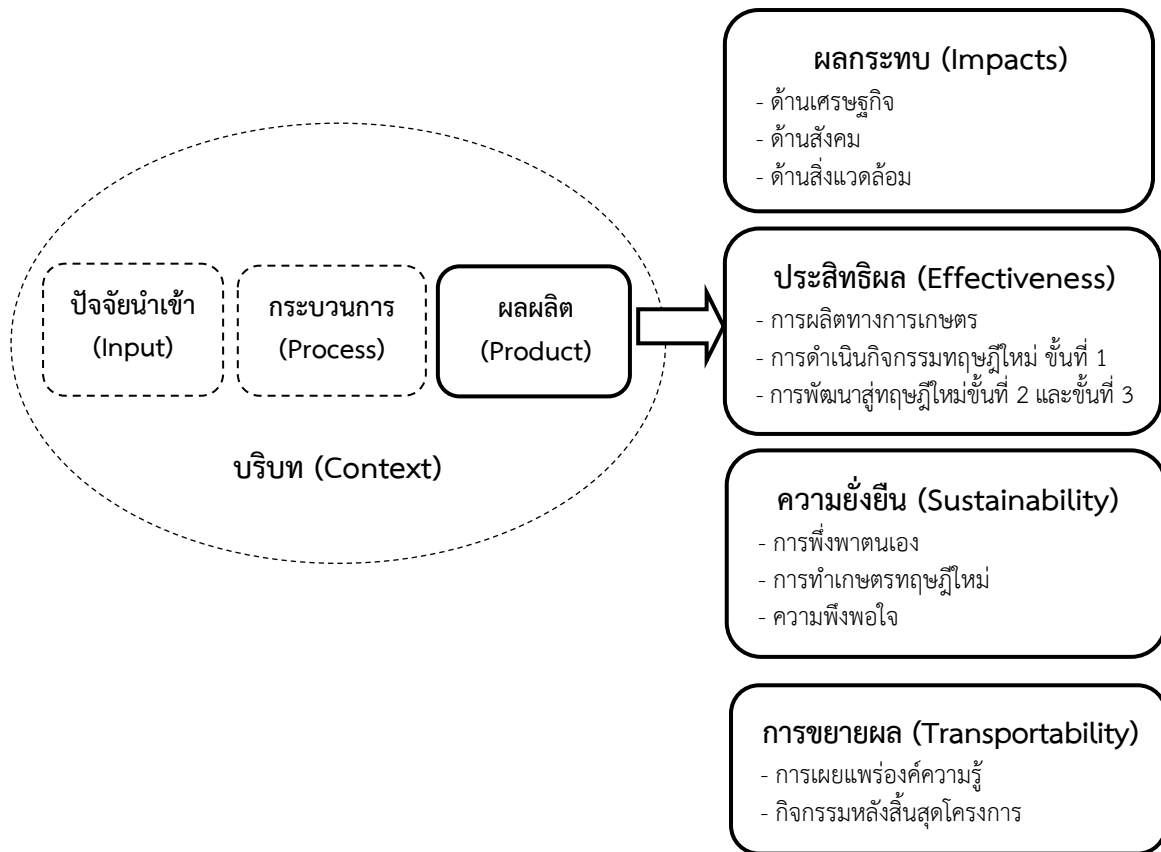 ปัจจัยนำเข้า
(Input)
กระบวนการ
(Process)
ผลผลิต
(Product)
บริบท (Context)
ผลกระทบ (Impacts)
- ด้านเศรษฐกิจ
- ด้านสังคม
- ด้านสิ่งแวดล้อม
ประสิทธิผล (Effectiveness)
- การผลิตทางการเกษตร
- การดำเนินกิจกรรมทฤษฎีใหม่ ขั้นที่ 1
- การพัฒนาสู่ทฤษฎีใหม่ขั้นที่ 2 และขั้นที่ 3
ความยั่งยืน (Sustainability)
- การพึ่งพาตนเอง
- การทำเกษตรทฤษฎีใหม่
- ความพึงพอใจ
การขยายผล (Transportability)
- การเผยแพร่องค์ความรู้
- กิจกรรมหลังสิ้นสุดโครงการ